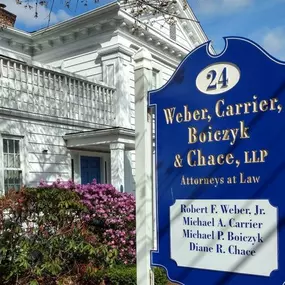 24
Weber, Carrier,
Boiczyk
& Chace, LLP
Attorneys at Law
Robert F. Weber, Jr.
Michael A. Carrier
Michael P. Boiczyk
Diane R. Chace